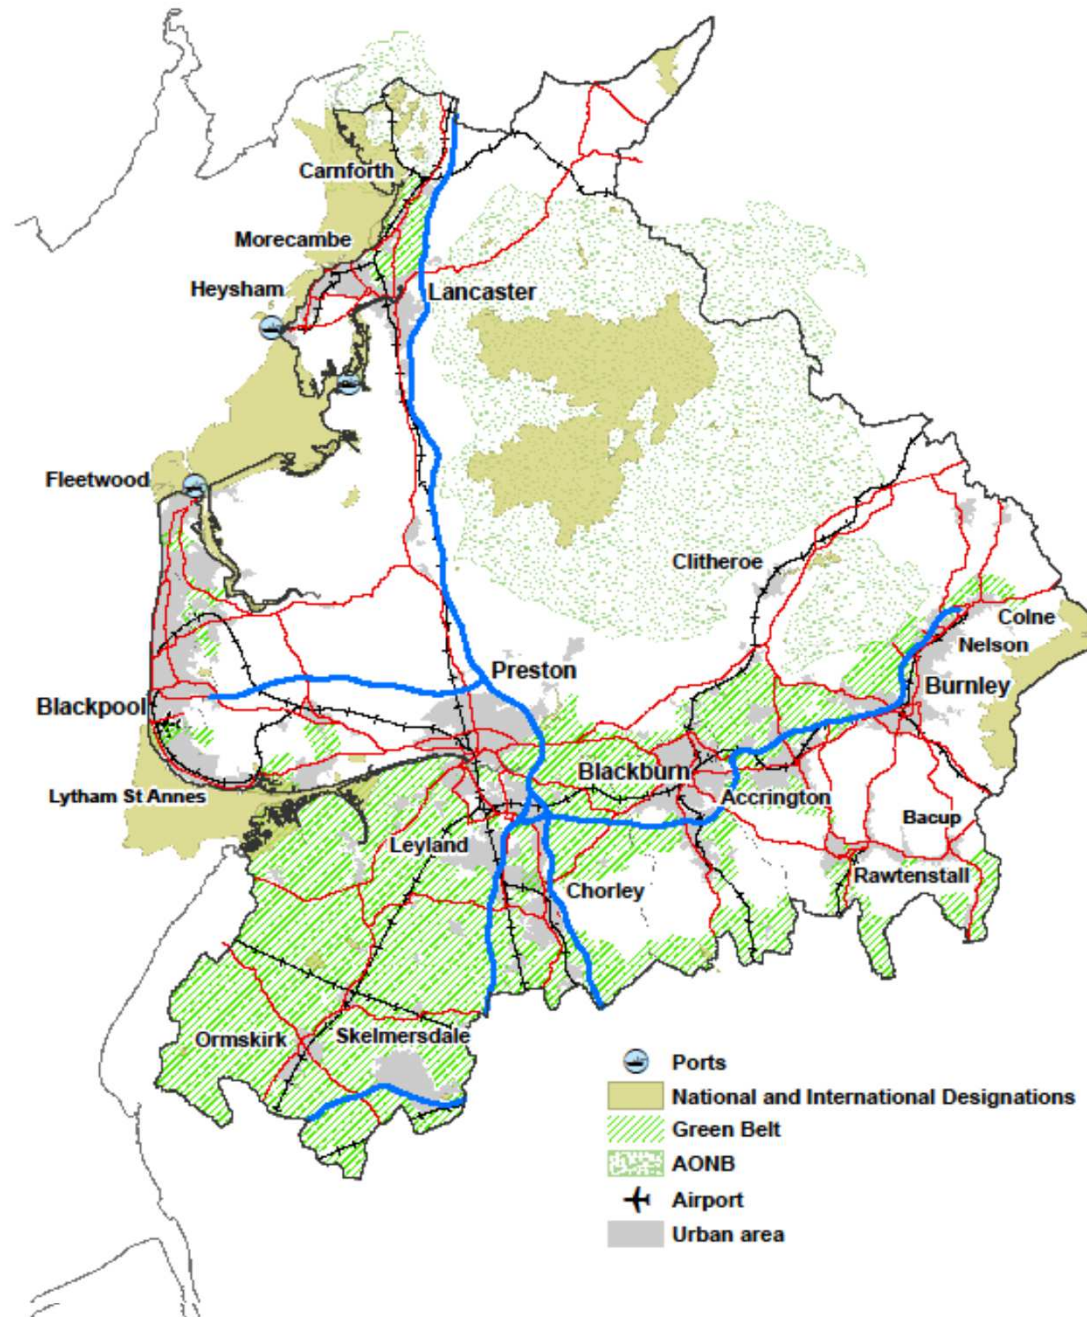 Carnforth
Morecambe
Heysham
Lancaster
Fleetwood
Clitheroe
Colne
Nelson
Preston
Burnley
Blackpool
Blackburn
Lytham St Annes
Accrington
Bacup
Leyland
Rawtenstall
Chorley
Ormskirk
Skelmersdale
Ports
National and International Designations
Green Belt
AONB
Airport
Urban area